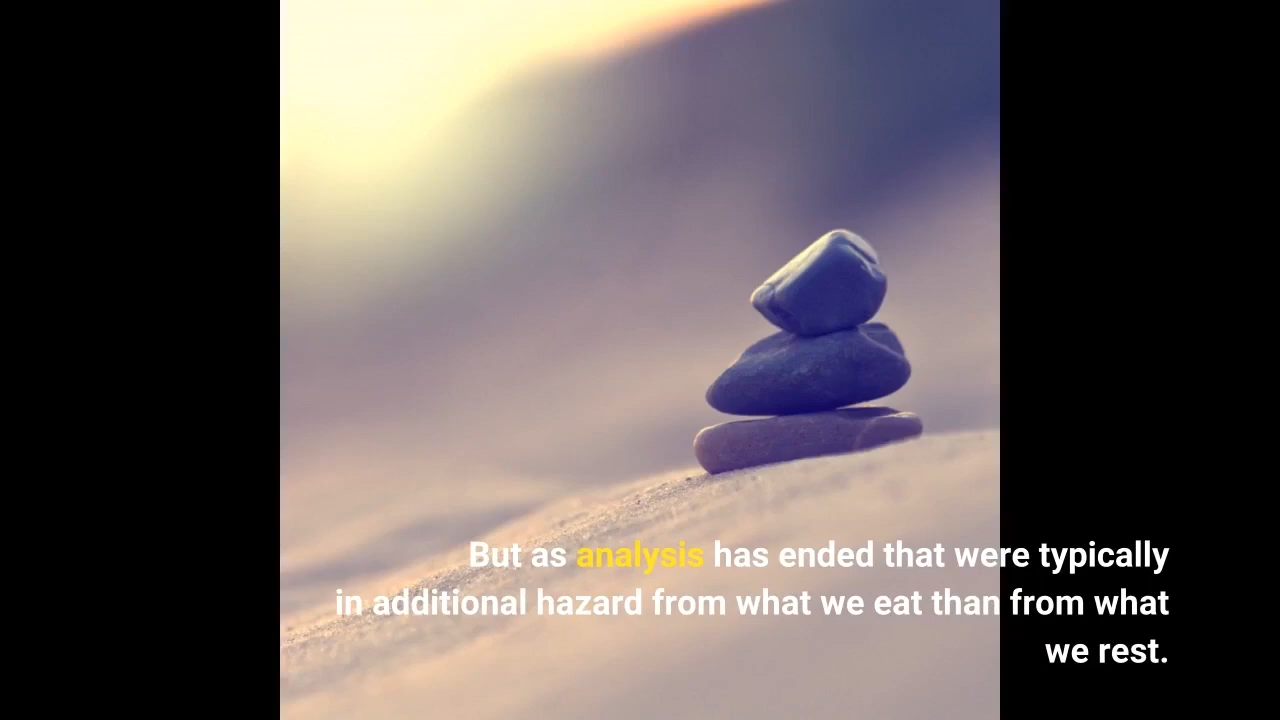 But as analysis has ended that were typically
in additional hazard from what we eat than from what
we rest.